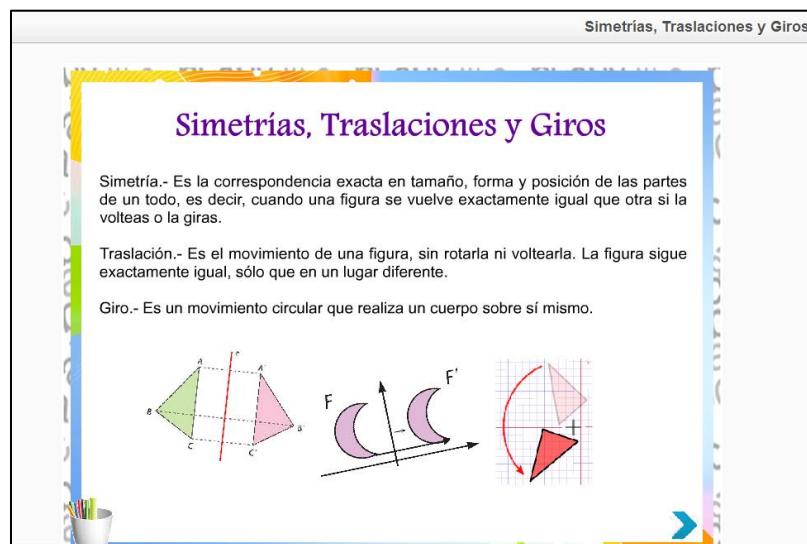 Simetrías, Traslaciones y Giros
Simetrías, Traslaciones y Giros
Simetría.- Es la correspondencia exacta en tamaño, forma y posición de las partes
de un todo, es decir, cuando una figura se vuelve exactamente igual que otra si la
volteas o la giras.
Traslación.- Es el movimiento de una figura, sin rotarla ni voltearla. La figura sigue
exactamente igual, sólo que en un lugar diferente.
Giro.- Es un movimiento circular que realiza un cuerpo sobre sí mismo.
A
A'
B
B'
C
C'
F
F'